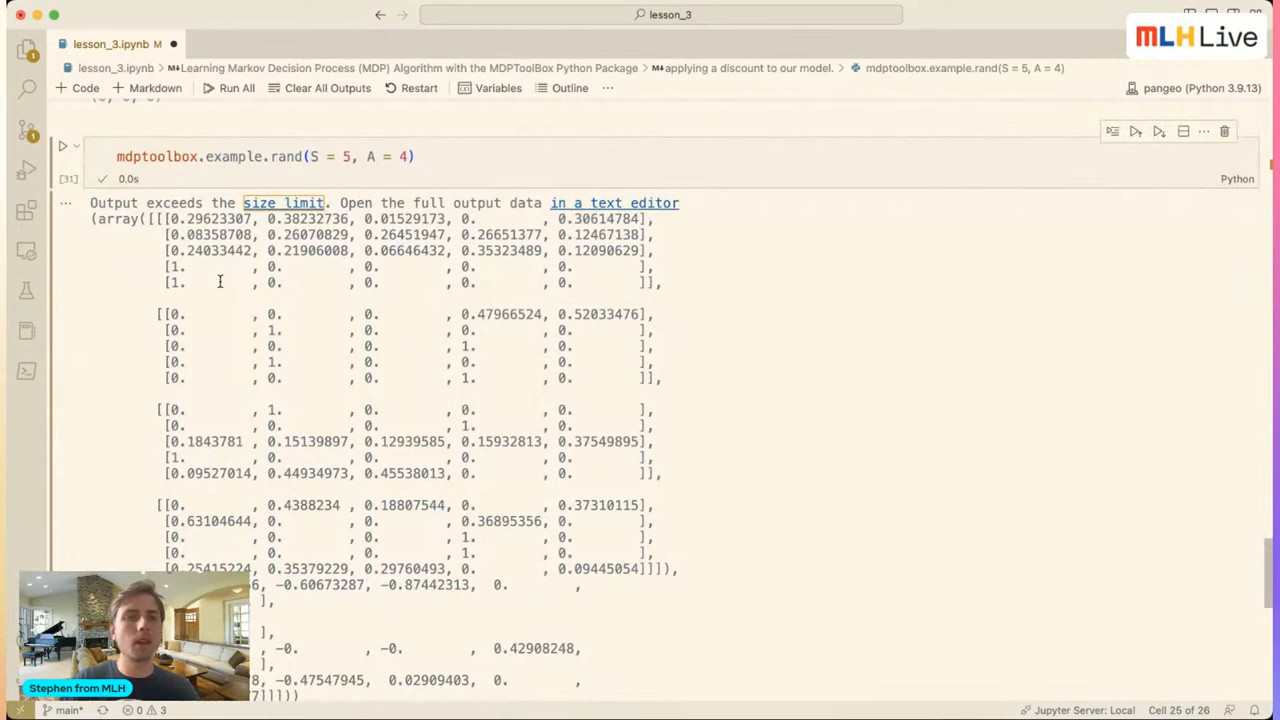 lesson_3
MLH Live
lesson_3.ipynb M
lesson_3.ipynb > Learning Markov Decision Process (MDP) Algorithm with the MDPToolBox Python Package > applying a discount to our model. > mdptoolbox.example.rand(S = 5, A = 4)
+ Code + Markdown Run All Clear All Outputs Restart Variables Outline ... pangeo (Python 3.9.13)
mdptoolbox.example.rand(S = 5, A = 4)
[31] 0.0s Python
Output exceeds the size limit. Open the full output data in a text editor
(array([[[0.29623307, 0.38232736, 0.01529173, 0. , 0.30614784],
[0.08358708, 0.26070829, 0.26451947, 0.26651377, 0.12467138],
[0.24033442, 0.21906008, 0.06646432, 0.35323489, 0.12090629],
[1. , 0. , 0. , 0. , 0. ],
[1. , 0. , 0. , 0. , 0. ]],
[[0. , 0. , 0. , 0.47966524, 0.52033476],
[0. , 1. , 0. , 0. , 0. ],
[0. , 0. , 0. , 1. , 0. ],
[0. , 1. , 0. , 0. , 0. ],
[0. , 0. , 0. , 1. , 0. ]],
[[0. , 1. , 0. , 0. , 0. ],
[0. , 0. , 0. , 1. , 0. ],
[0.1843781 , 0.15139897, 0.12939585, 0.15932813, 0.37549895],
[1. , 0. , 0. , 0. , 0. ],
[0.09527014, 0.44934973, 0.45538013, 0. , 0. ]],
[[0. , 0.4388234 , 0.18807544, 0. , 0.37310115],
[0.63104644, 0. , 0. , 0.36895356, 0. ],
[0. , 0. , 0. , 1. , 0. ],
[0. , 0. , 0. , 1. , 0. ],
[0.25415224, 0.35379229, 0.29760493, 0. , 0.09445054]]]),
6, -0.60673287, -0.87442313, 0. ,
],
],
, -0. , -0. , 0.42908248,
],
8, -0.47547945, 0.02909403, 0. ,
7]]]))
Stephen from MLH
main* 0 3 Jupyter Server: Local Cell 25 of 26